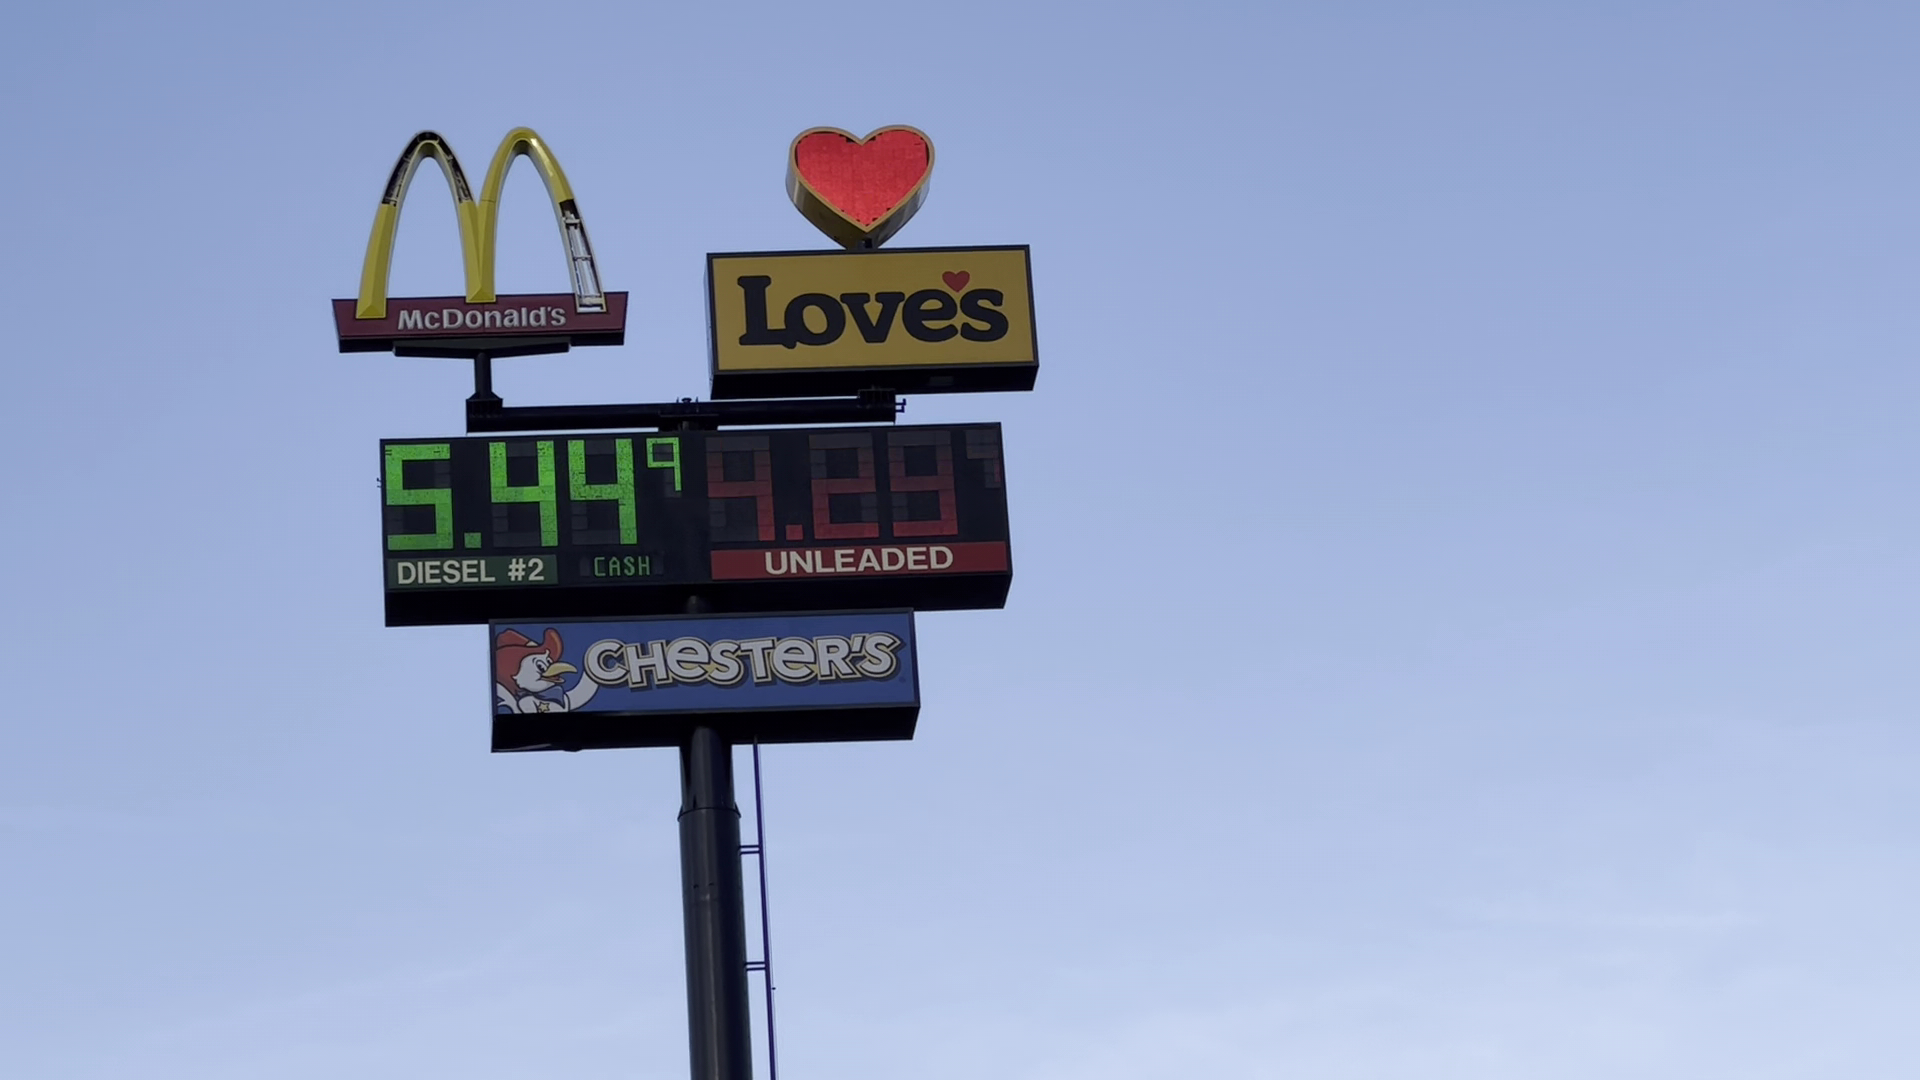 McDonald's
Love's
5.44 9
DIESEL #2 CASH
UNLEADED
CHESTER'S